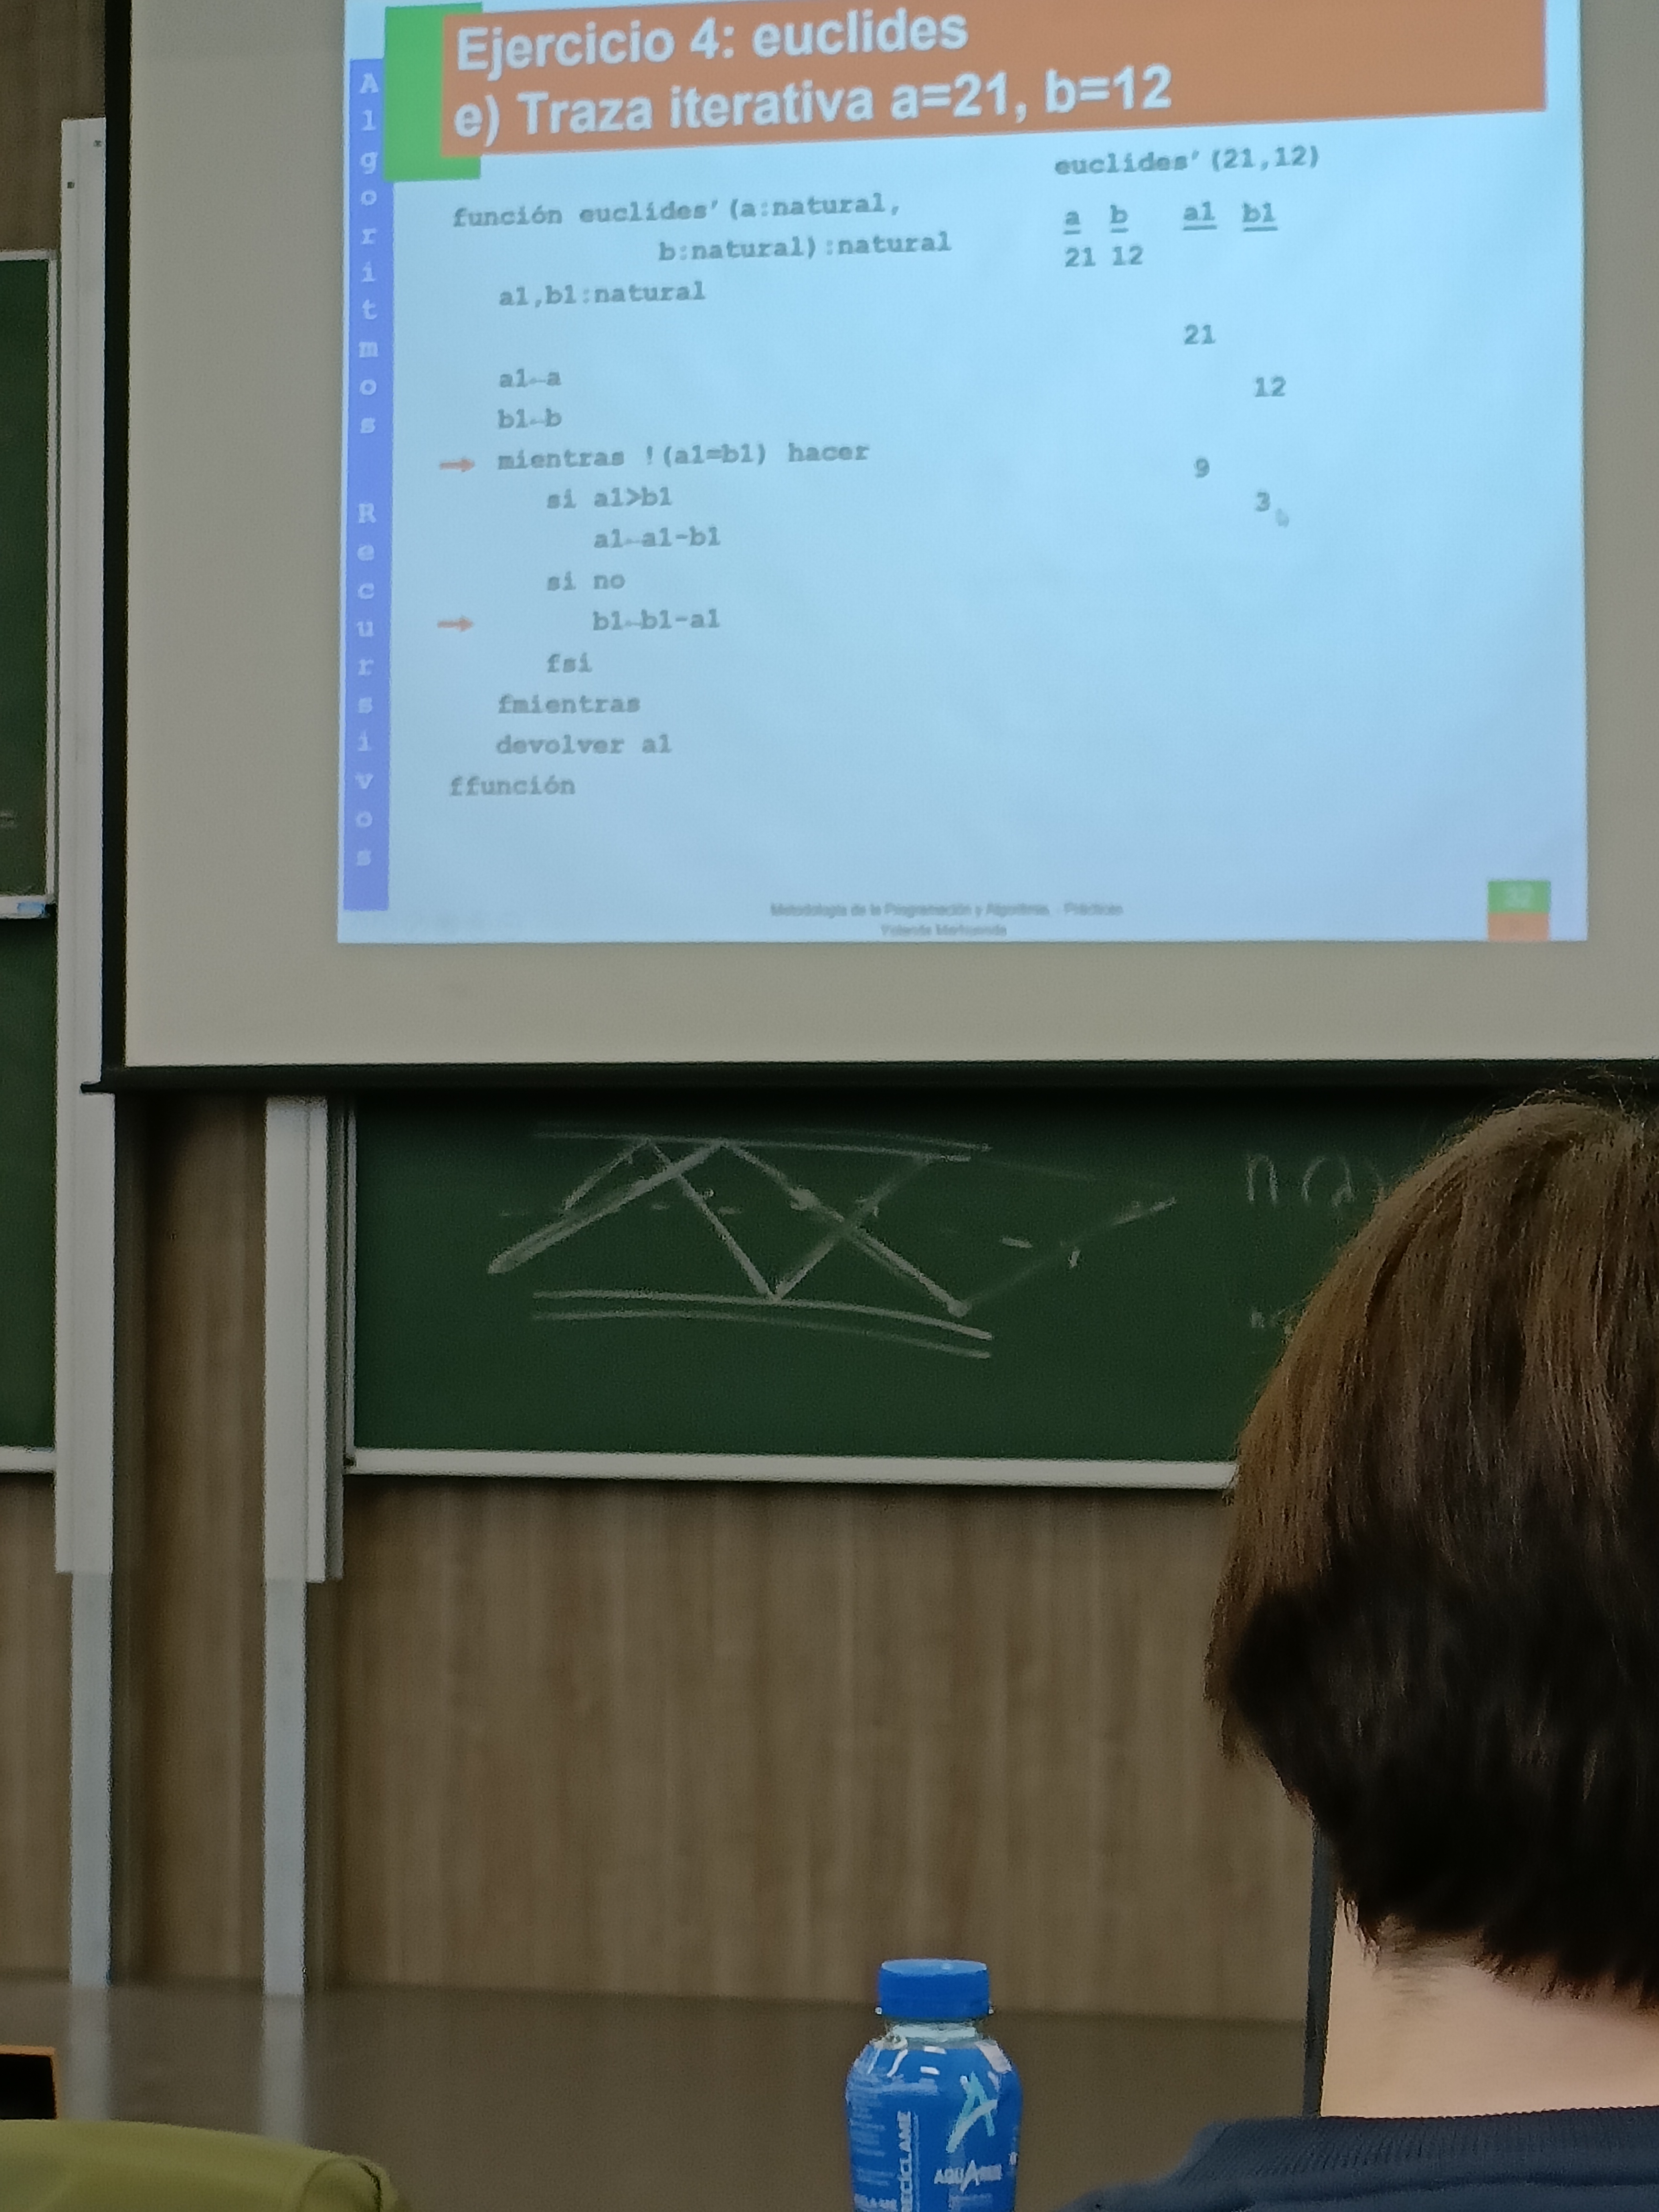 Ejercicio 4: euclides
e) Traza iterativa a=21, b=12
Algoritmos Recursivos
función euclides’(a:natural,
b:natural):natural
a1,b1:natural
a1←a
b1←b
mientras !(a1=b1) hacer
si a1>b1
a1←a1-b1
si no
b1←b1-a1
fsi
fmientras
devolver a1
ffunción
euclides’(21,12)
a b a1 b1
21 12
21
12
9
3
Metodología de la Programación y Algoritmia. - Prácticas
Yolanda Marhuenda
32
RECÍCLAME